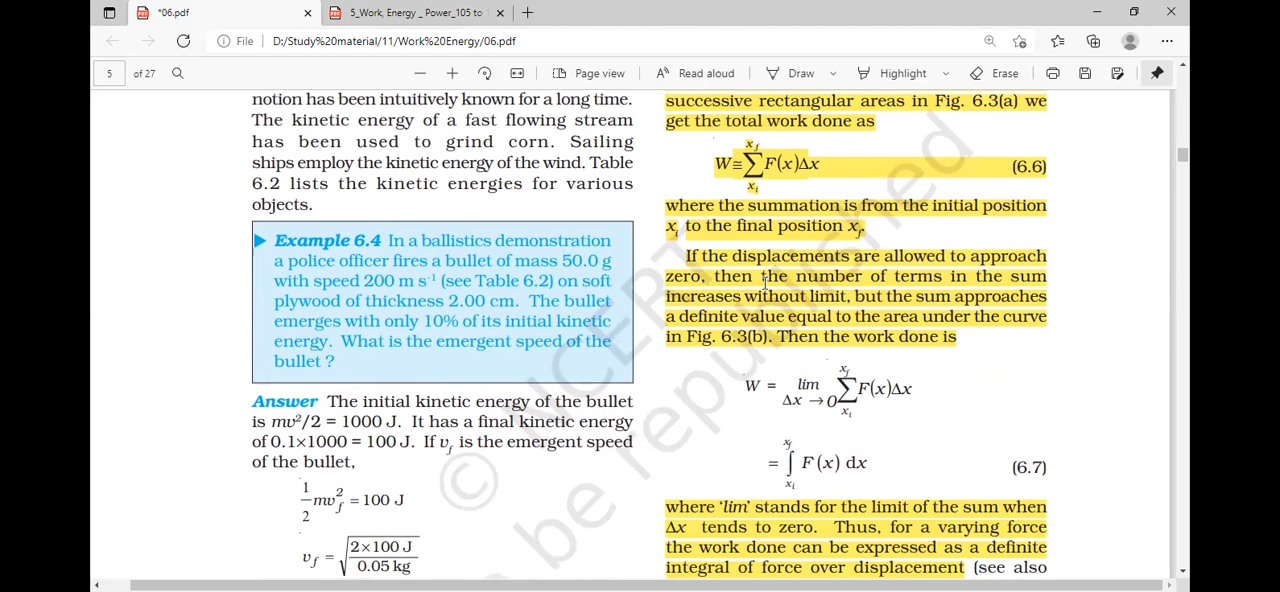 *06.pdf
5_Work, Energy _ Power_105 to
File
D:/Study%20material/11/Work%20Energy/06.pdf
5
of 27
Page view
Read aloud
Draw
Highlight
Erase
notion has been intuitively known for a long time.
The kinetic energy of a fast flowing stream
has been used to grind corn. Sailing
ships employ the kinetic energy of the wind. Table
6.2 lists the kinetic energies for various
objects.
Example 6.4 In a ballistics demonstration
a police officer fires a bullet of mass 50.0 g
with speed 200 m s⁻¹ (see Table 6.2) on soft
plywood of thickness 2.00 cm. The bullet
emerges with only 10% of its initial kinetic
energy. What is the emergent speed of the
bullet ?
Answer The initial kinetic energy of the bullet
is mv²/2 = 1000 J. It has a final kinetic energy
of 0.1×1000 = 100 J. If v_f is the emergent speed
of the bullet,
1/2 mv_f² = 100 J
v_f = √(2×100 J / 0.05 kg)
successive rectangular areas in Fig. 6.3(a) we
get the total work done as
W≅ ∑_{x_i}^{x_f} F(x)Δx (6.6)
where the summation is from the initial position
x_i to the final position x_f.
If the displacements are allowed to approach
zero, then the number of terms in the sum
increases without limit, but the sum approaches
a definite value equal to the area under the curve
in Fig. 6.3(b). Then the work done is
W = lim_{Δx → 0} ∑_{x_i}^{x_f} F(x)Δx
= ∫_{x_i}^{x_f} F(x) dx (6.7)
where ‘lim’ stands for the limit of the sum when
Δx tends to zero. Thus, for a varying force
the work done can be expressed as a definite
integral of force over displacement (see also
© NCERT
be republished